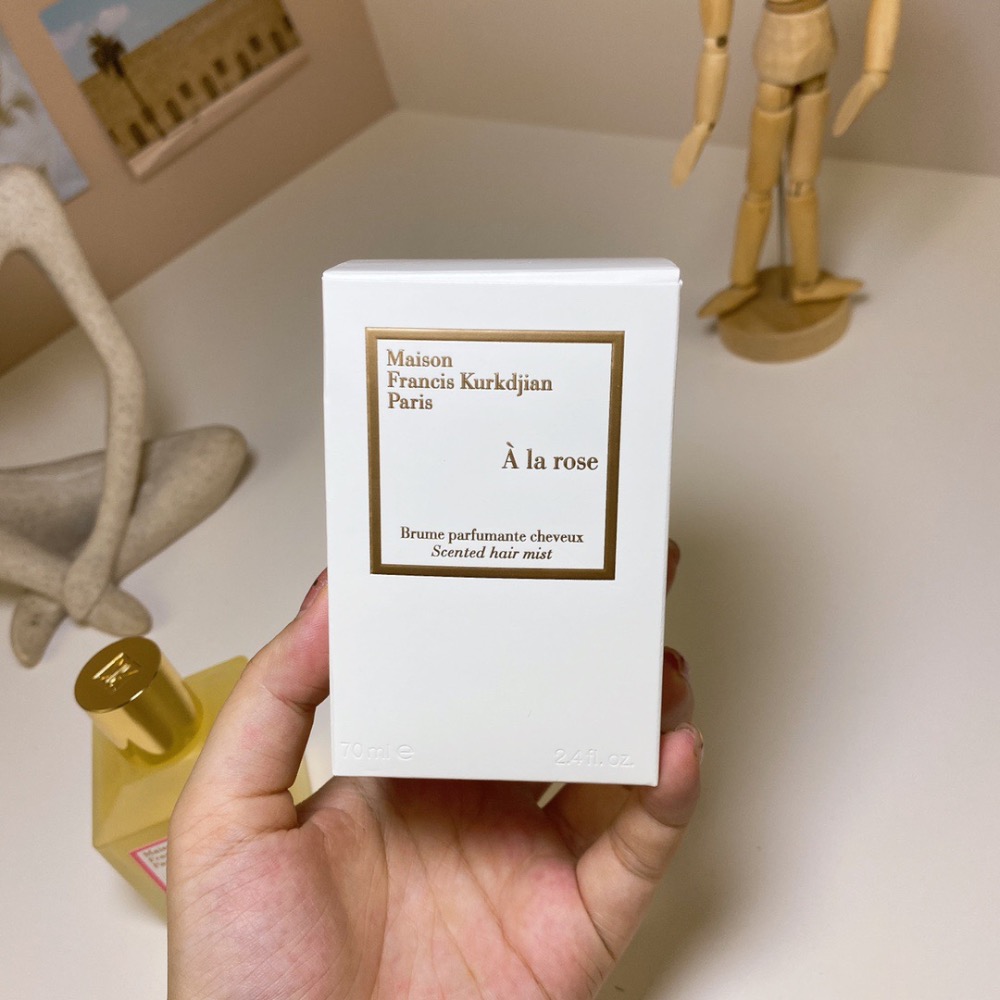 Maison
Francis Kurkdjian
Paris
À la rose
Brume parfumante cheveux
Scented hair mist
70 ml e 2.4 fl. oz.